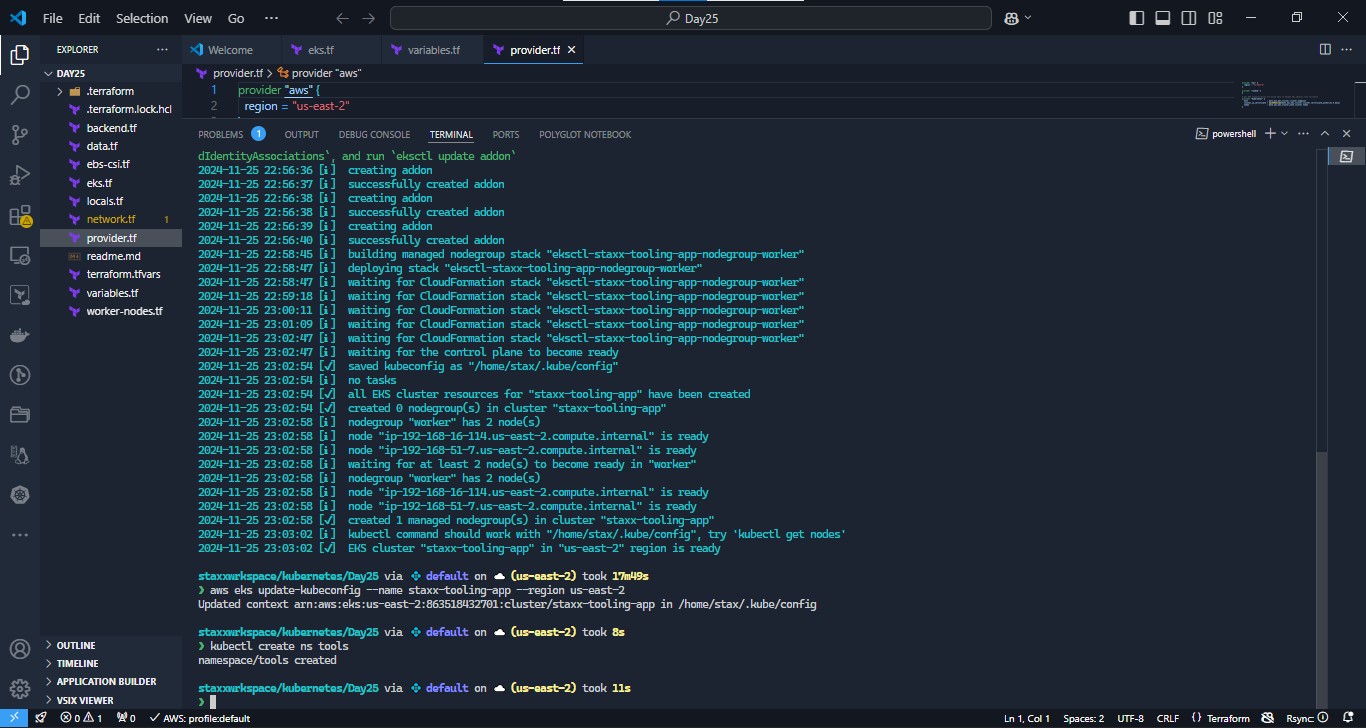 File Edit Selection View Go ··· Day25
EXPLORER ···
Welcome eks.tf variables.tf provider.tf
DAY25
.terraform
.terraform.lock.hcl
backend.tf
data.tf
ebs-csi.tf
eks.tf
locals.tf
network.tf 1
provider.tf
readme.md
terraform.tfvars
variables.tf
worker-nodes.tf
OUTLINE
TIMELINE
APPLICATION BUILDER
VSIX VIEWER
provider.tf > provider "aws"
1 provider "aws" {
2 region = "us-east-2"
PROBLEMS 1 OUTPUT DEBUG CONSOLE TERMINAL PORTS POLYGLOT NOTEBOOK powershell
dIdentityAssociations`, and run `eksctl update addon`
2024-11-25 22:56:36 [i] creating addon
2024-11-25 22:56:37 [i] successfully created addon
2024-11-25 22:56:38 [i] creating addon
2024-11-25 22:56:38 [i] successfully created addon
2024-11-25 22:56:39 [i] creating addon
2024-11-25 22:56:40 [i] successfully created addon
2024-11-25 22:58:45 [i] building managed nodegroup stack "eksctl-staxx-tooling-app-nodegroup-worker"
2024-11-25 22:58:47 [i] deploying stack "eksctl-staxx-tooling-app-nodegroup-worker"
2024-11-25 22:58:47 [i] waiting for CloudFormation stack "eksctl-staxx-tooling-app-nodegroup-worker"
2024-11-25 22:59:18 [i] waiting for CloudFormation stack "eksctl-staxx-tooling-app-nodegroup-worker"
2024-11-25 23:00:11 [i] waiting for CloudFormation stack "eksctl-staxx-tooling-app-nodegroup-worker"
2024-11-25 23:01:09 [i] waiting for CloudFormation stack "eksctl-staxx-tooling-app-nodegroup-worker"
2024-11-25 23:02:47 [i] waiting for CloudFormation stack "eksctl-staxx-tooling-app-nodegroup-worker"
2024-11-25 23:02:47 [i] waiting for the control plane to become ready
2024-11-25 23:02:54 [√] saved kubeconfig as "/home/stax/.kube/config"
2024-11-25 23:02:54 [i] no tasks
2024-11-25 23:02:54 [√] all EKS cluster resources for "staxx-tooling-app" have been created
2024-11-25 23:02:54 [√] created 0 nodegroup(s) in cluster "staxx-tooling-app"
2024-11-25 23:02:58 [i] nodegroup "worker" has 2 node(s)
2024-11-25 23:02:58 [i] node "ip-192-168-16-114.us-east-2.compute.internal" is ready
2024-11-25 23:02:58 [i] node "ip-192-168-51-7.us-east-2.compute.internal" is ready
2024-11-25 23:02:58 [i] waiting for at least 2 node(s) to become ready in "worker"
2024-11-25 23:02:58 [i] nodegroup "worker" has 2 node(s)
2024-11-25 23:02:58 [i] node "ip-192-168-16-114.us-east-2.compute.internal" is ready
2024-11-25 23:02:58 [i] node "ip-192-168-51-7.us-east-2.compute.internal" is ready
2024-11-25 23:02:58 [√] created 1 managed nodegroup(s) in cluster "staxx-tooling-app"
2024-11-25 23:03:02 [i] kubectl command should work with "/home/stax/.kube/config", try 'kubectl get nodes'
2024-11-25 23:03:02 [√] EKS cluster "staxx-tooling-app" in "us-east-2" region is ready
staxxwrkspace/kubernetes/Day25 via default on (us-east-2) took 17m49s
❯ aws eks update-kubeconfig --name staxx-tooling-app --region us-east-2
Updated context arn:aws:eks:us-east-2:863518432701:cluster/staxx-tooling-app in /home/stax/.kube/config
staxxwrkspace/kubernetes/Day25 via default on (us-east-2) took 8s
❯ kubectl create ns tools
namespace/tools created
staxxwrkspace/kubernetes/Day25 via default on (us-east-2) took 11s
❯
0 1 0 AWS: profile:default Ln 1, Col 1 Spaces: 2 UTF-8 CRLF {} Terraform Rsync: